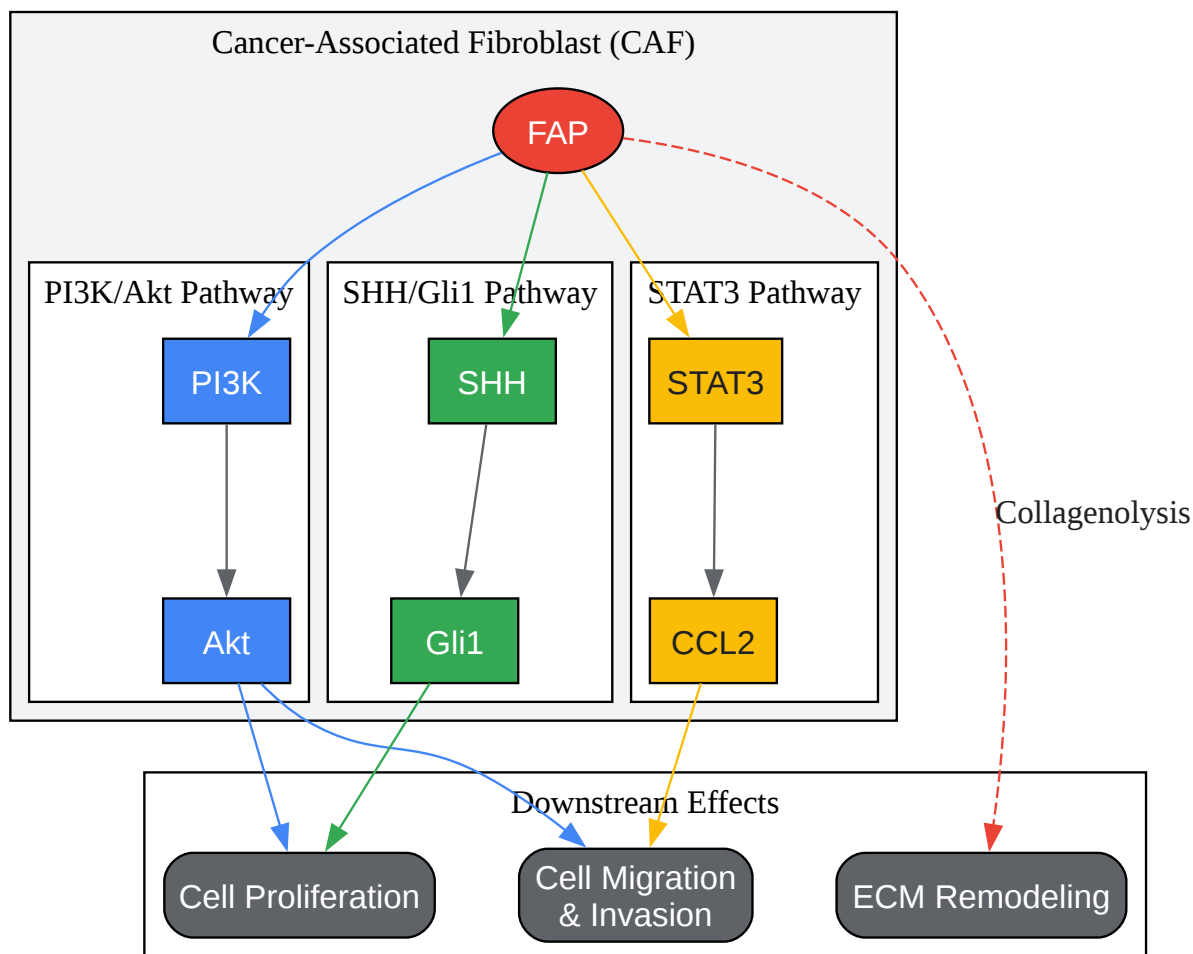 Cancer-Associated Fibroblast (CAF)
FAP
PI3K/Akt Pathway
SHH/Gli1 Pathway
STAT3 Pathway
PI3K
SHH
STAT3
Collagenolysis
Akt
Gli1
CCL2
Downstream Effects
Cell Proliferation
Cell Migration
& Invasion
ECM Remodeling